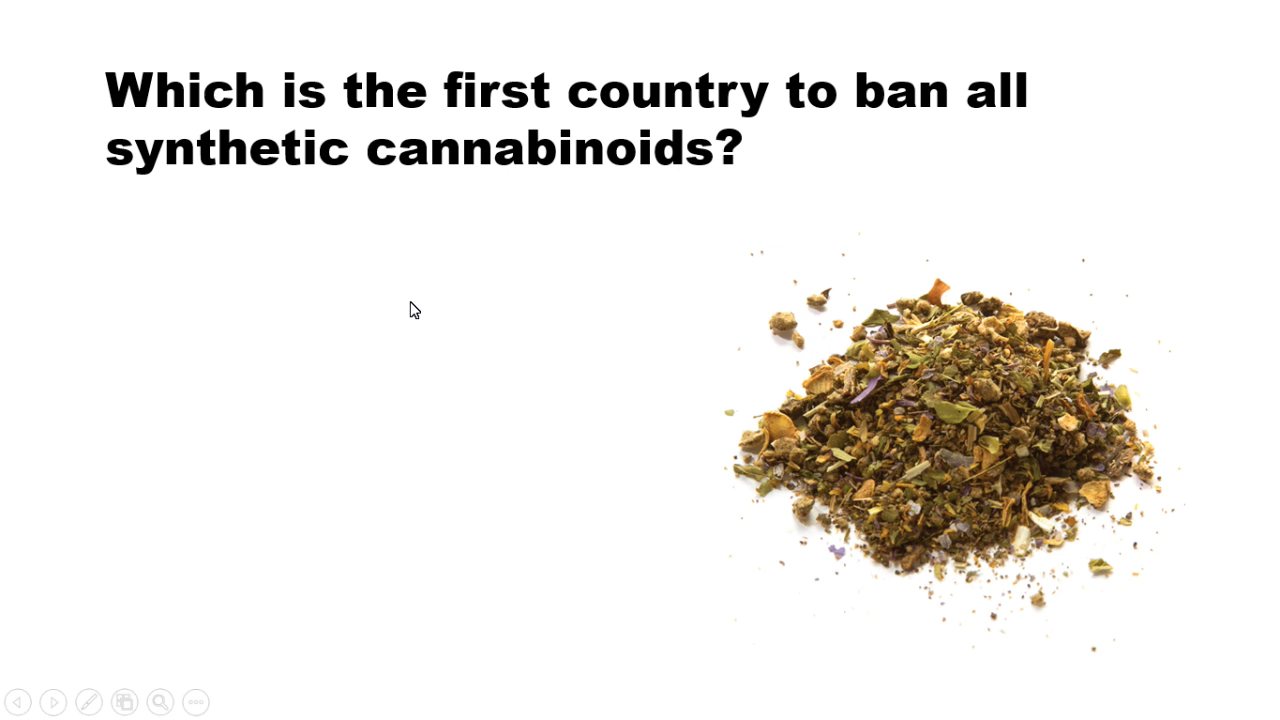 Which is the first country to ban all
synthetic cannabinoids?